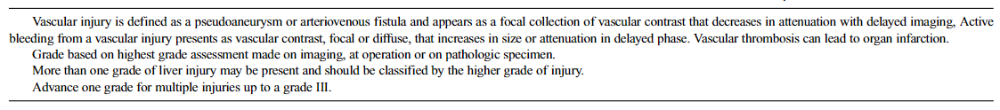 Vascular injury is defined as a pseudoaneurysm or arteriovenous fistula and appears as a focal collection of vascular contrast that decreases in attenuation with delayed imaging, Active
bleeding from a vascular injury presents as vascular contrast, focal or diffuse, that increases in size or attenuation in delayed phase. Vascular thrombosis can lead to organ infarction.
Grade based on highest grade assessment made on imaging, at operation or on pathologic specimen.
More than one grade of liver injury may be present and should be classified by the higher grade of injury.
Advance one grade for multiple injuries up to a grade III.